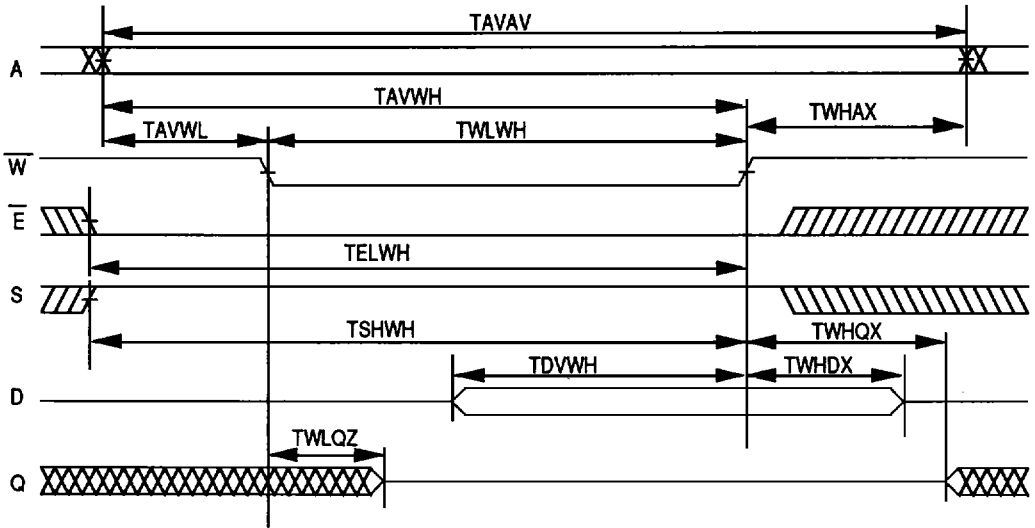 TAVAV
A
TAVWH
TAVWL TWLWH TWHAX
W̅
E̅
TELWH
S
TSHWH TWHQX
TDVWH TWHDX
D
TWLQZ
Q